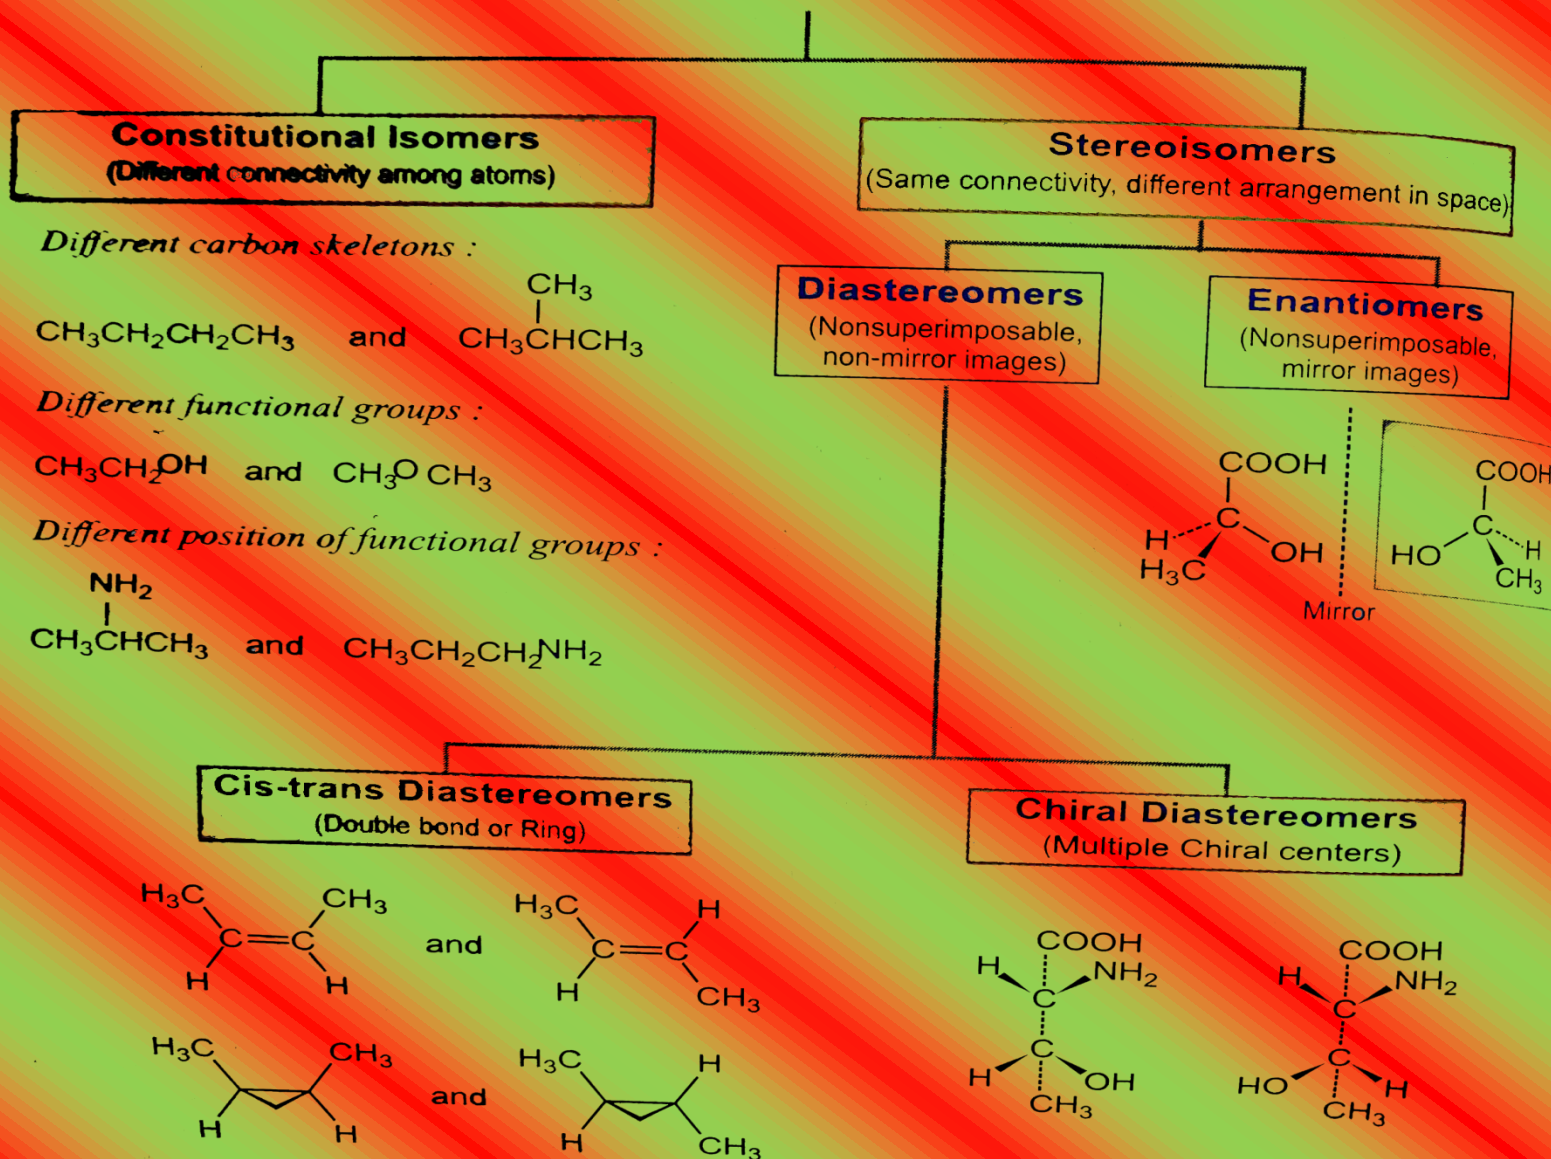 Constitutional Isomers
(Different connectivity among atoms)
Different carbon skeletons :
CH3
CH3CH2CH2CH3 and CH3CHCH3
Different functional groups :
CH3CH2OH and CH3O CH3
Different position of functional groups :
NH2
CH3CHCH3 and CH3CH2CH2NH2
Stereoisomers
(Same connectivity, different arrangement in space)
Diastereomers
(Nonsuperimposable,
non-mirror images)
Enantiomers
(Nonsuperimposable,
mirror images)
COOH
C
H
OH
H3C
Mirror
COOH
C
HO
H
CH3
Cis-trans Diastereomers
(Double bond or Ring)
H3C CH3
C=C
H H
and
H3C H
C=C
H CH3
H3C CH3
H H
and
H3C H
H CH3
Chiral Diastereomers
(Multiple Chiral centers)
COOH
H NH2
C
C
H OH
CH3
COOH
H NH2
C
C
HO H
CH3